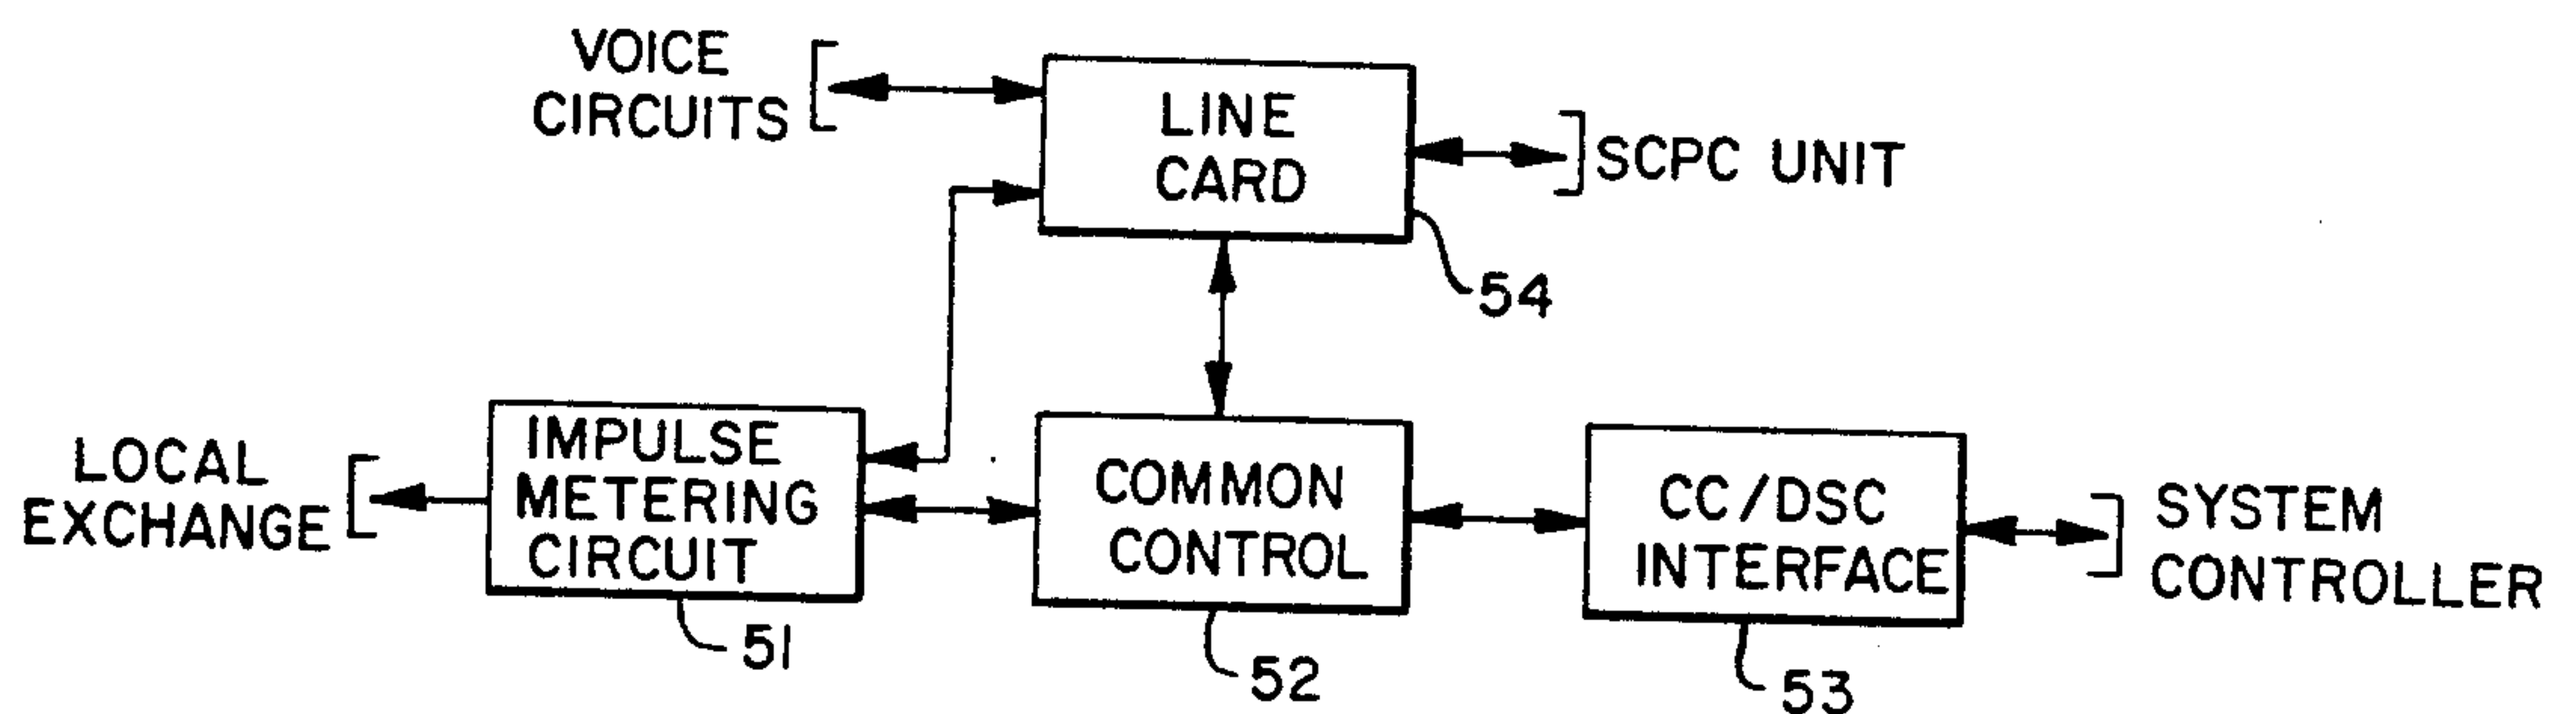 VOICE
CIRCUITS
LINE
CARD
SCPC UNIT
54
LOCAL
EXCHANGE
IMPULSE
METERING
CIRCUIT
51
COMMON
CONTROL
52
CC/DSC
INTERFACE
53
SYSTEM
CONTROLLER